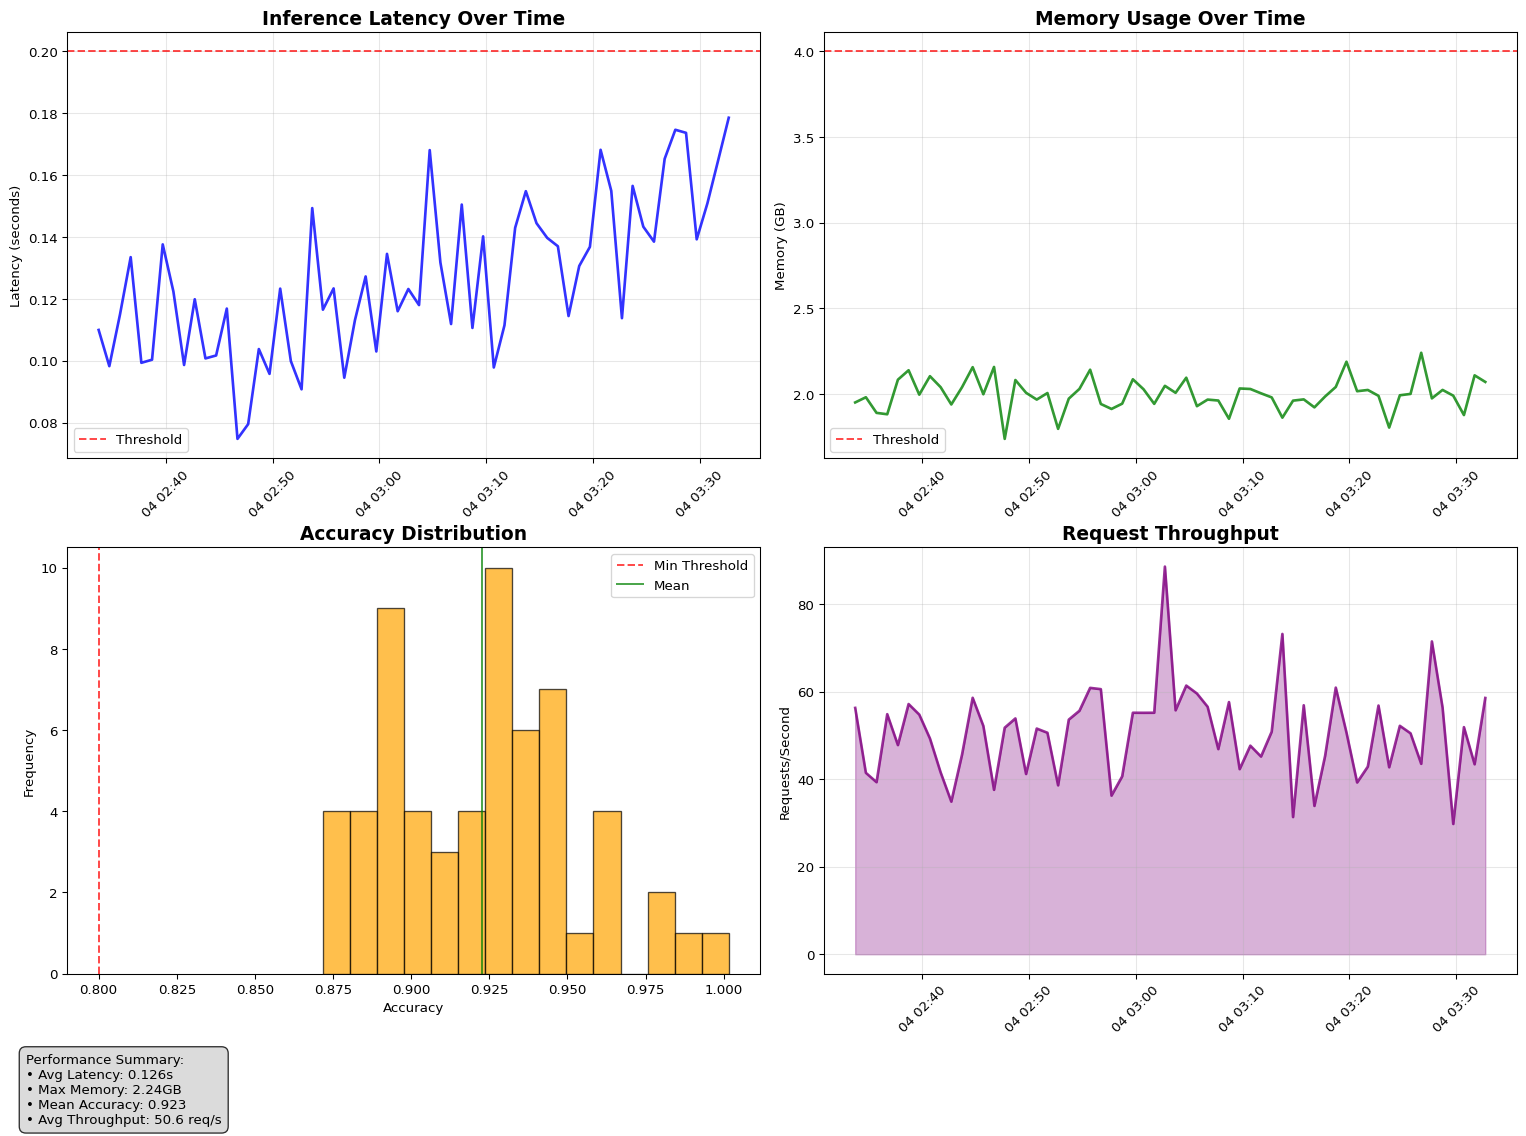 Inference Latency Over Time
Latency (seconds)
0.20
0.18
0.16
0.14
0.12
0.10
0.08
Threshold
04 02:40
04 02:50
04 03:00
04 03:10
04 03:20
04 03:30
Memory Usage Over Time
Memory (GB)
4.0
3.5
3.0
2.5
2.0
Threshold
04 02:40
04 02:50
04 03:00
04 03:10
04 03:20
04 03:30
Accuracy Distribution
Frequency
10
8
6
4
2
0
Min Threshold
Mean
0.800
0.825
0.850
0.875
0.900
0.925
0.950
0.975
1.000
Accuracy
Request Throughput
Requests/Second
80
60
40
20
0
04 02:40
04 02:50
04 03:00
04 03:10
04 03:20
04 03:30
Performance Summary:
• Avg Latency: 0.126s
• Max Memory: 2.24GB
• Mean Accuracy: 0.923
• Avg Throughput: 50.6 req/s